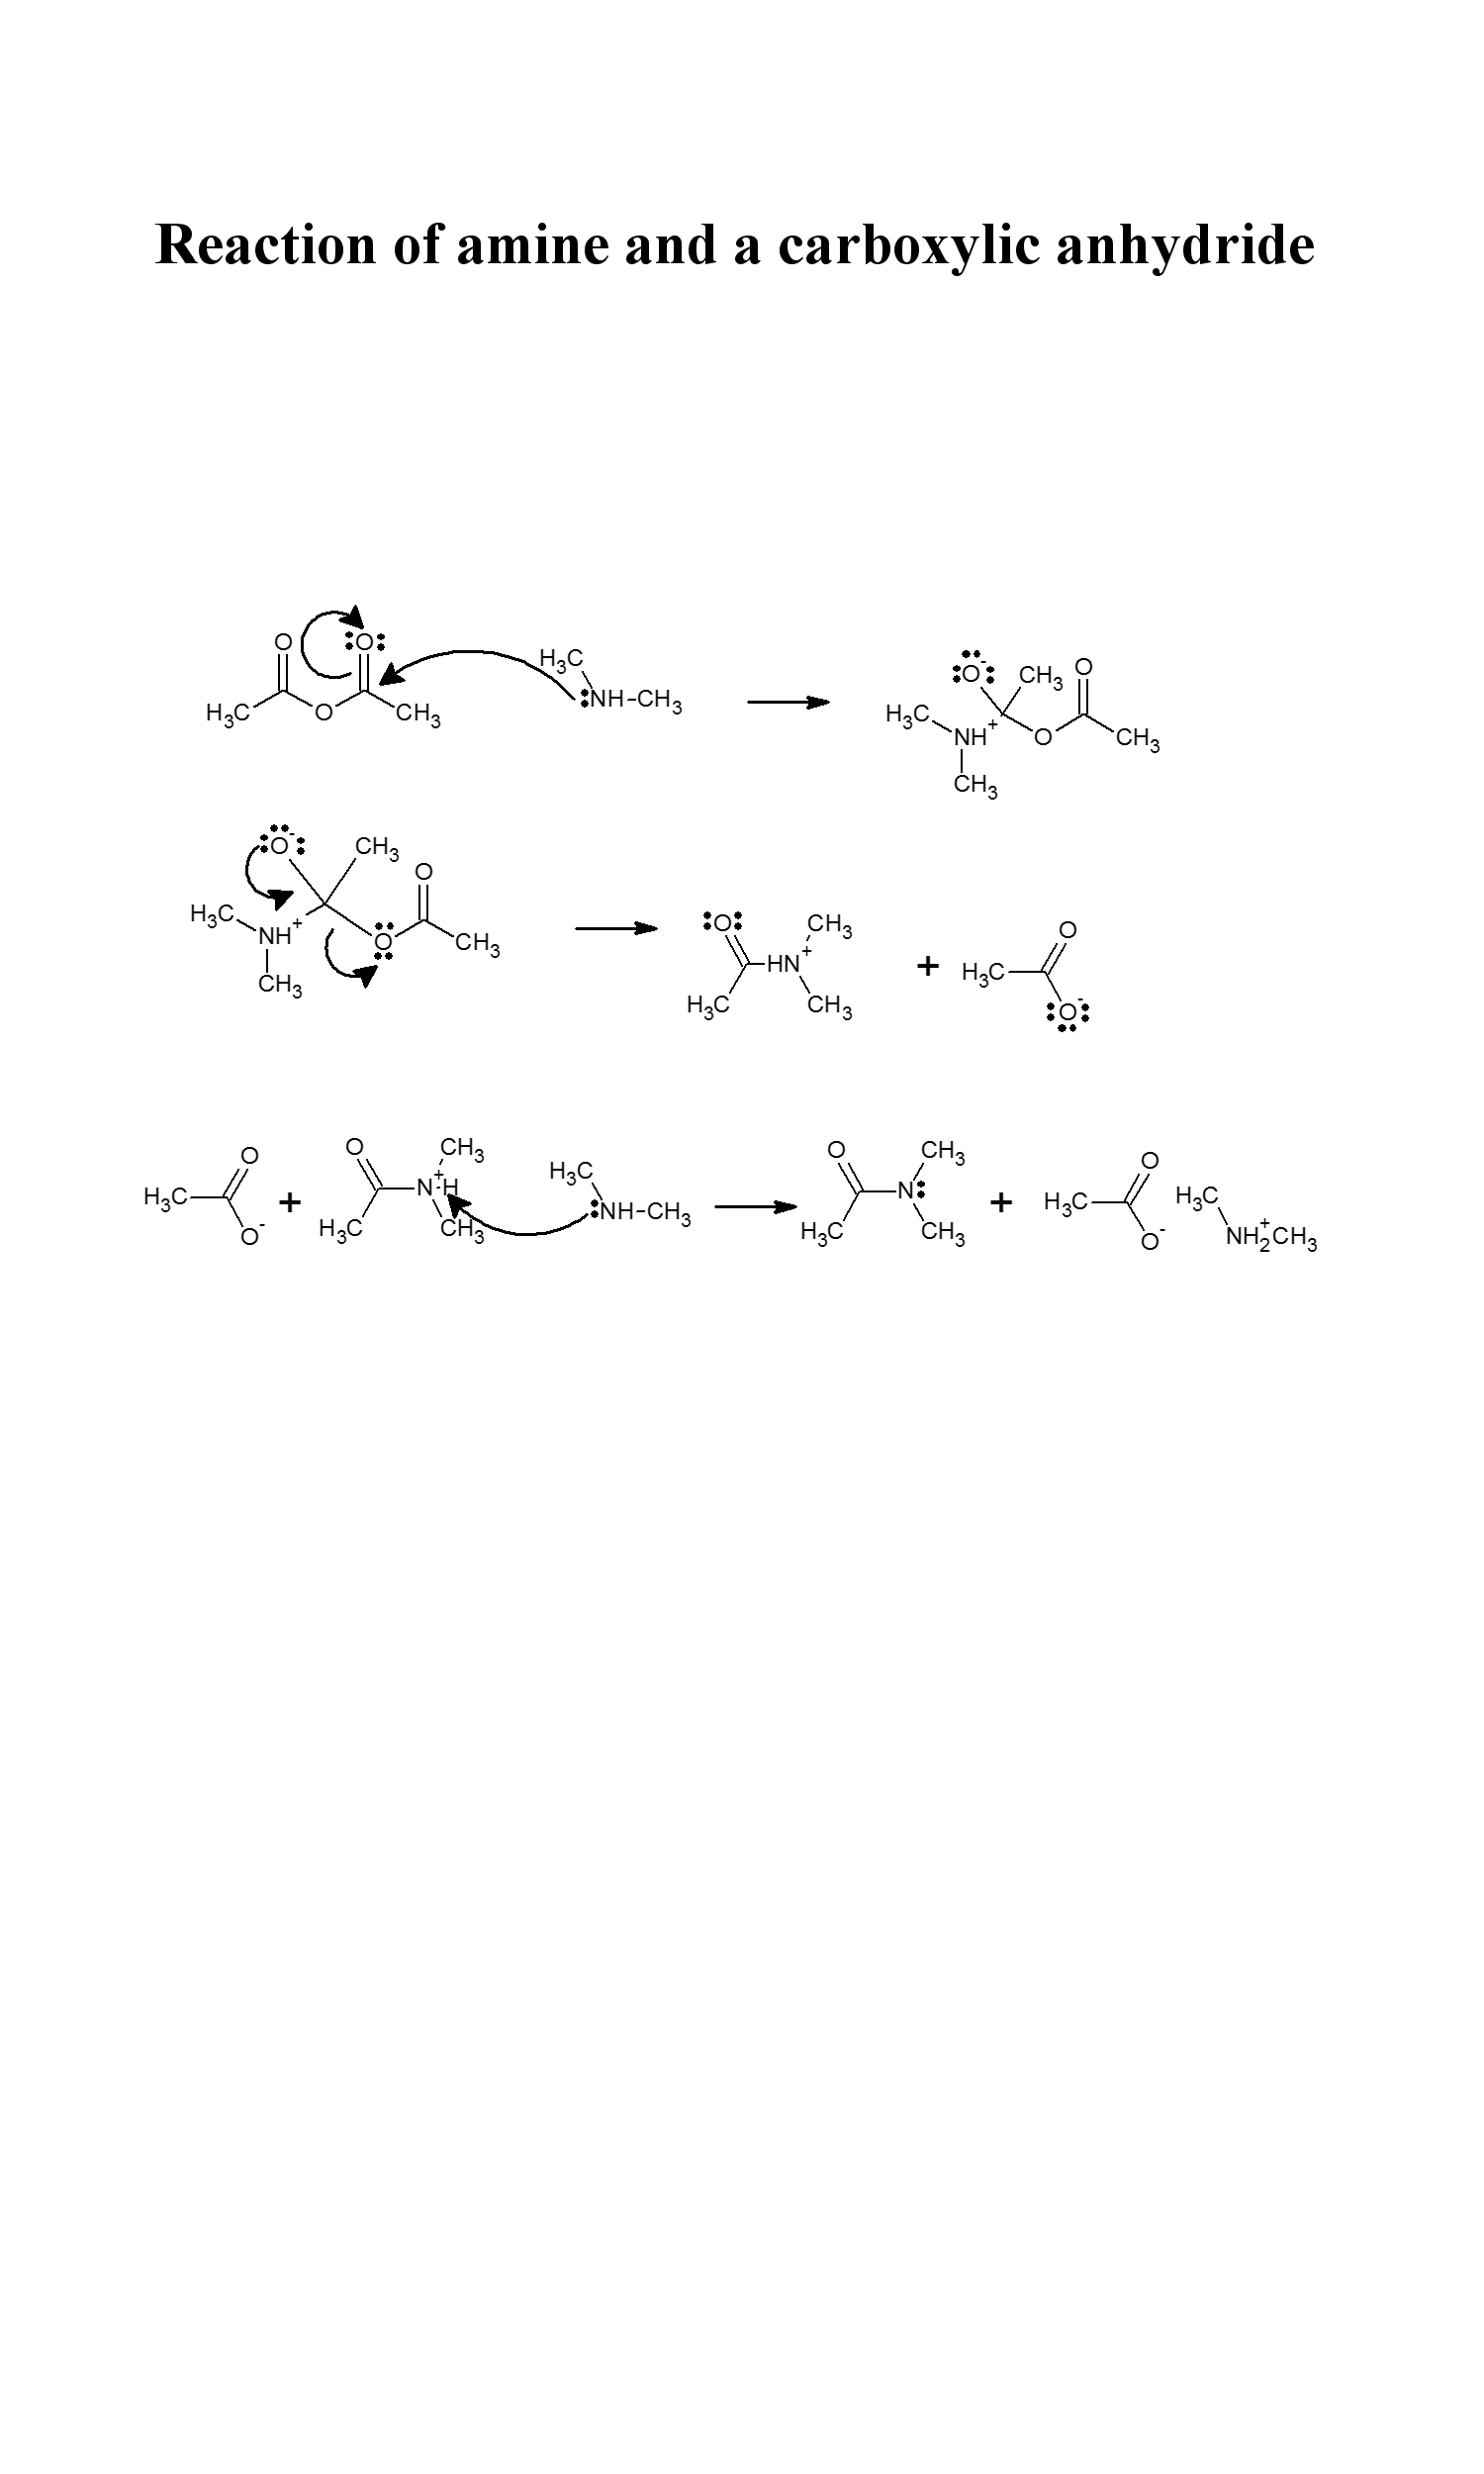 Reaction of amine and a carboxylic anhydride
O O H3C
H3C O CH3 NH CH3
O- CH3 O
H3C NH+ O CH3
CH3
O- CH3 O
H3C NH+ O CH3
CH3
O CH3
HN+
H3C CH3
+
O
H3C
O-
O
H3C
O-
+
O CH3
N+ H
H3C CH3
H3C
NH CH3
O CH3
N
H3C CH3
+
O
H3C
O-
H3C
NH2+ CH3